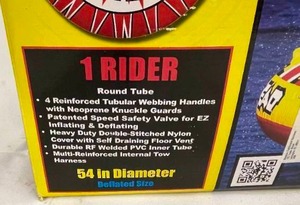 1 RIDER
Round Tube
• 4 Reinforced Tubular Webbing Handles
with Neoprene Knuckle Guards
• Patented Speed Safety Valve for EZ
Inflating & Deflating
• Heavy Duty Double-Stitched Nylon
Cover with Self Draining Floor Vent
• Durable RF Welded PVC Inner Tube
• Multi-Reinforced Internal Tow
Harness
54 in Diameter
Deflated Size